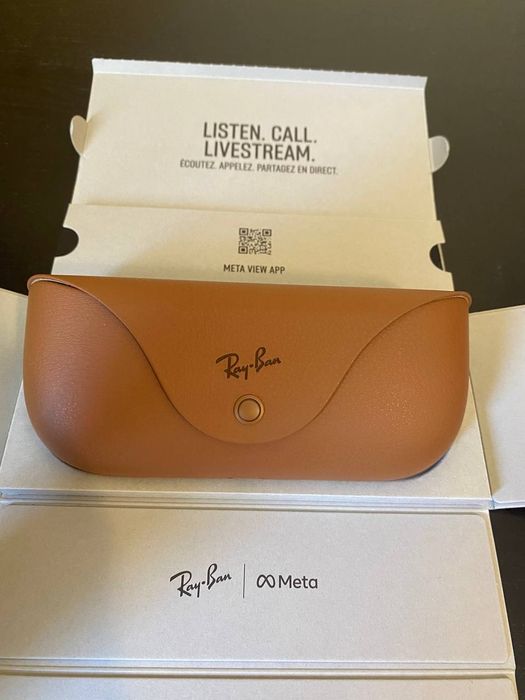 LISTEN. CALL.
LIVESTREAM.
ÉCOUTEZ. APPELEZ. PARTAGEZ EN DIRECT.
META VIEW APP
Ray-Ban
Ray-Ban | Meta